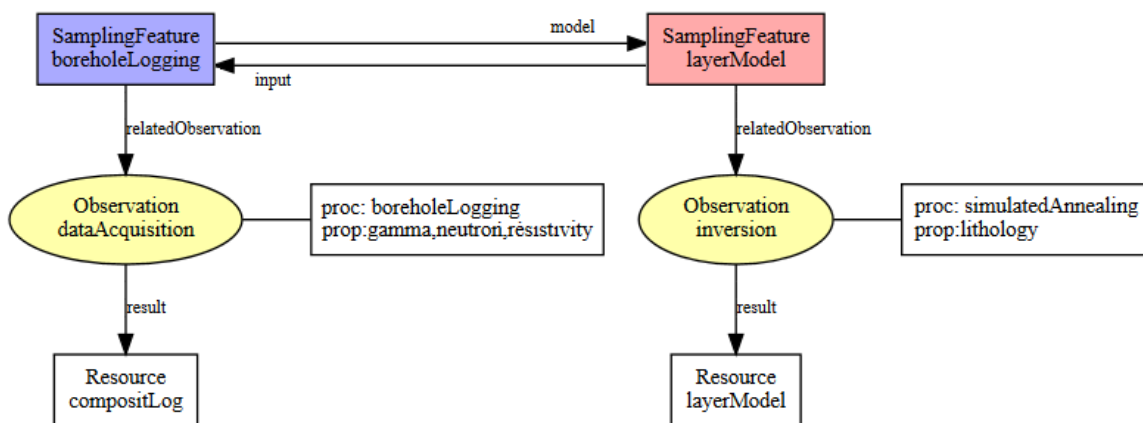 SamplingFeature
boreholeLogging
model
input
SamplingFeature
layerModel
relatedObservation
relatedObservation
Observation
dataAcquisition
proc: boreholeLogging
prop:gamma,neutron,resistivity
Observation
inversion
proc: simulatedAnnealing
prop:lithology
result
result
Resource
compositLog
Resource
layerModel